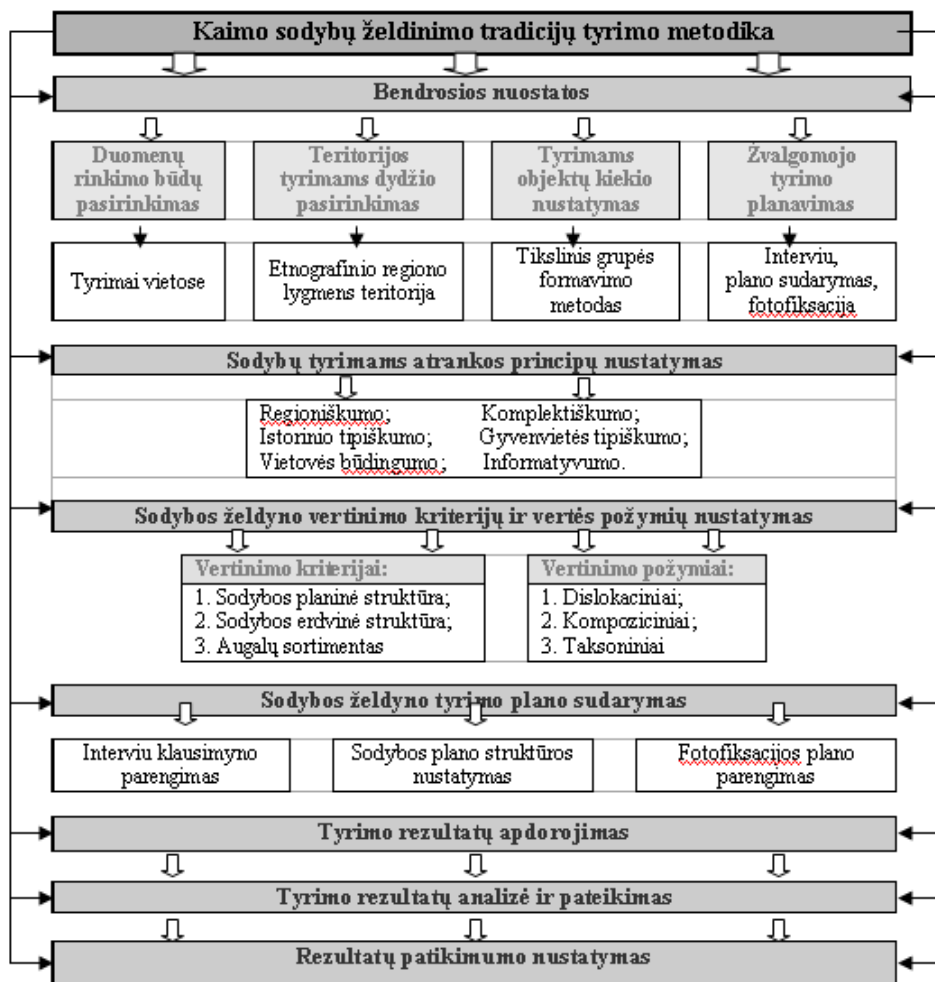 Kaimo sodybų želdinimo tradicijų tyrimo metodika
Bendrosios nuostatos
Duomenų
rinkimo būdų
pasirinkimas
Teritorijos
tyrimams dydžio
pasirinkimas
Tyrimams
objektų kiekio
nustatymas
Žvalgomojo
tyrimo
planavimas
Tyrimai vietose
Etnografinio regiono
lygmens teritorija
Tikslinis grupės
formavimo
metodas
Interviu,
plano sudarymas,
fotofiksacija
Sodybų tyrimams atrankos principų nustatymas
Regioniškumo; Komplektiškumo;
Istorinio tipiškumo; Gyvenvietės tipiškumo;
Vietovės būdingumo; Informatyvumo.
Sodybos želdyno vertinimo kriterijų ir vertės požymių nustatymas
Vertinimo kriterijai:
1. Sodybos planinė struktūra;
2. Sodybos erdvinė struktūra;
3. Augalų sortimentas
Vertinimo požymiai:
1. Dislokaciniai;
2. Kompoziciniai;
3. Taksoniniai
Sodybos želdyno tyrimo plano sudarymas
Interviu klausimyno
parengimas
Sodybos plano struktūros
nustatymas
Fotofiksacijos plano
parengimas
Tyrimo rezultatų apdorojimas
Tyrimo rezultatų analizė ir pateikimas
Rezultatų patikimumo nustatymas